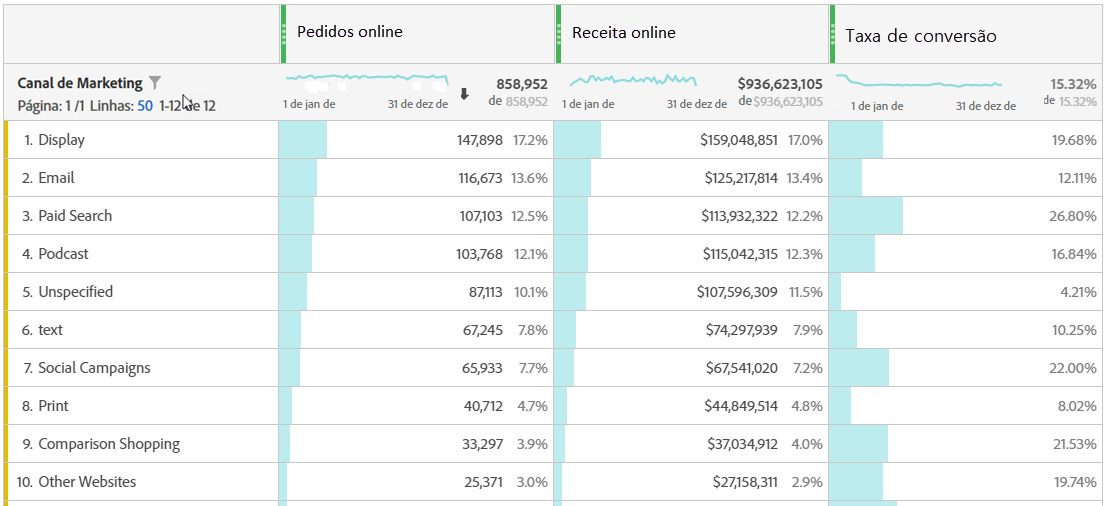 Pedidos online Receita online Taxa de conversão
Canal de Marketing 858,952 $936,623,105 15.32%
Página: 1 /1 Linhas: 50 1-12 de 12 1 de jan de 31 de dez de de 858,952 1 de jan de 31 de dez de de $936,623,105 1 de jan de 31 de dez de de 15.32%
1. Display 147,898 17.2% $159,048,851 17.0% 19.68%
2. Email 116,673 13.6% $125,217,814 13.4% 12.11%
3. Paid Search 107,103 12.5% $113,932,322 12.2% 26.80%
4. Podcast 103,768 12.1% $115,042,315 12.3% 16.84%
5. Unspecified 87,113 10.1% $107,596,309 11.5% 4.21%
6. text 67,245 7.8% $74,297,939 7.9% 10.25%
7. Social Campaigns 65,933 7.7% $67,541,020 7.2% 22.00%
8. Print 40,712 4.7% $44,849,514 4.8% 8.02%
9. Comparison Shopping 33,297 3.9% $37,034,912 4.0% 21.53%
10. Other Websites 25,371 3.0% $27,158,311 2.9% 19.74%